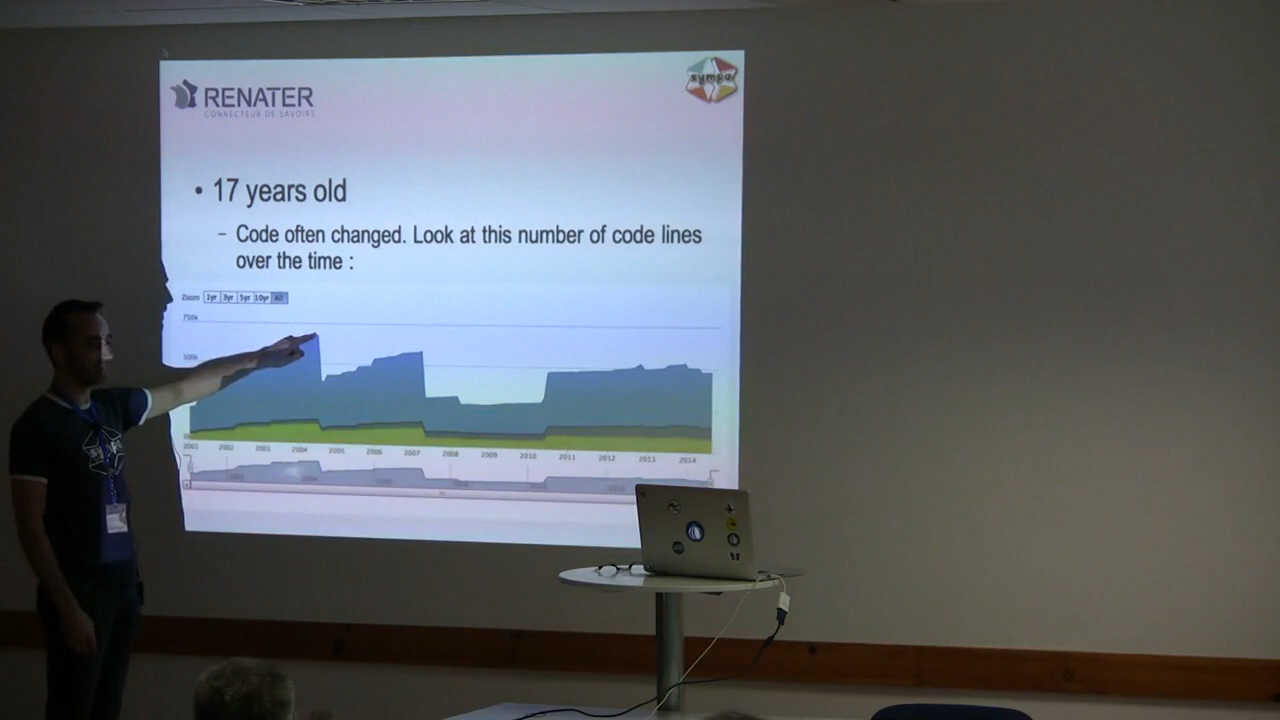 RENATER
CONNECTEUR DE SAVOIRS
sympa
• 17 years old
– Code often changed. Look at this number of code lines
over the time :
Zoom 1yr 3yr 5yr 10yr All
750k
500k
2001 2002 2003 2004 2005 2006 2007 2008 2009 2010 2011 2012 2013 2014